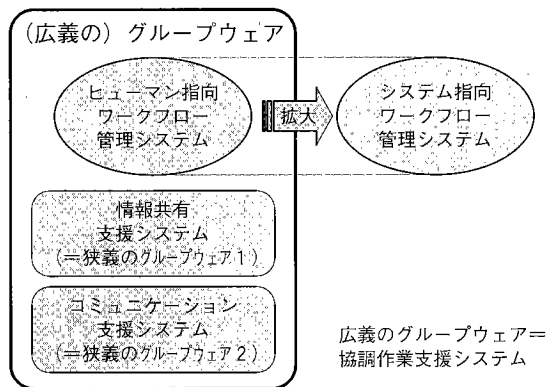 （広義の）グループウェア
ヒューマン指向
ワークフロー
管理システム
拡大
システム指向
ワークフロー
管理システム
情報共有
支援システム
（＝狭義のグループウェア１）
コミュニケーション
支援システム
（＝狭義のグループウェア２）
広義のグループウェア＝
協調作業支援システム